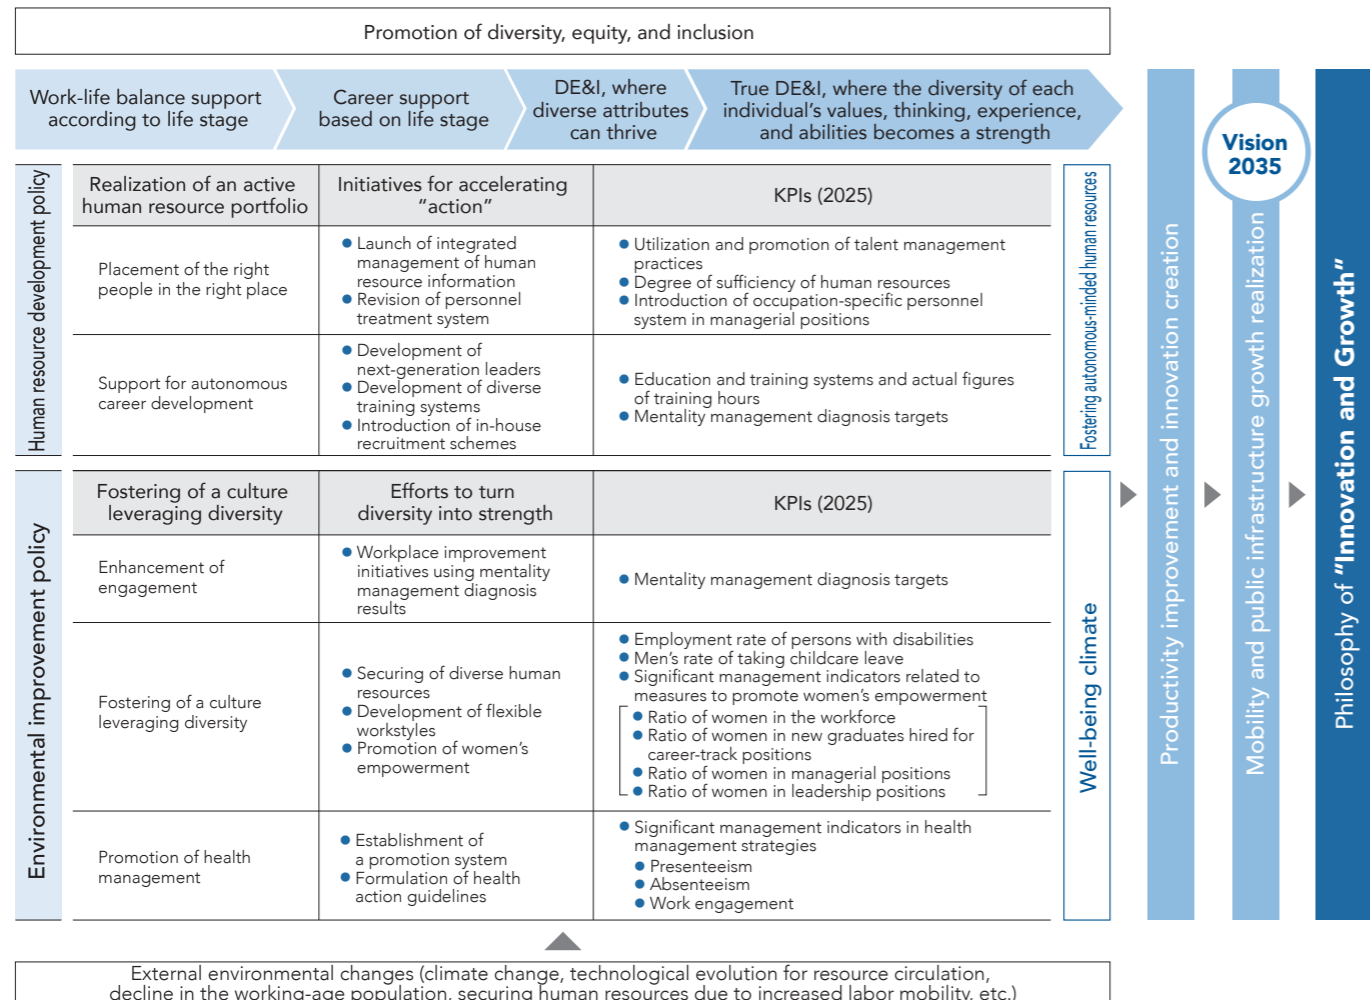 Promotion of diversity, equity, and inclusion
Work-life balance support
according to life stage
Career support
based on life stage
DE&I, where
diverse attributes
can thrive
True DE&I, where the diversity of each
individual’s values, thinking, experience,
and abilities becomes a strength
Human resource development policy
Realization of an active
human resource portfolio
Initiatives for accelerating
“action”
KPIs (2025)
Placement of the right
people in the right place
● Launch of integrated
management of human
resource information
● Revision of personnel
treatment system
● Utilization and promotion of talent management
practices
● Degree of sufficiency of human resources
● Introduction of occupation-specific personnel
system in managerial positions
Support for autonomous
career development
● Development of
next-generation leaders
● Development of diverse
training systems
● Introduction of in-house
recruitment schemes
● Education and training systems and actual figures
of training hours
● Mentality management diagnosis targets
Fostering autonomous-minded human resources
Environmental improvement policy
Fostering of a culture
leveraging diversity
Efforts to turn
diversity into strength
KPIs (2025)
Enhancement of
engagement
● Workplace improvement
initiatives using mentality
management diagnosis
results
● Mentality management diagnosis targets
Fostering of a culture
leveraging diversity
● Securing of diverse human
resources
● Development of flexible
workstyles
● Promotion of women’s
empowerment
● Employment rate of persons with disabilities
● Men’s rate of taking childcare leave
● Significant management indicators related to
measures to promote women’s empowerment
● Ratio of women in the workforce
● Ratio of women in new graduates hired for
career-track positions
● Ratio of women in managerial positions
● Ratio of women in leadership positions
Promotion of health
management
● Establishment of
a promotion system
● Formulation of health
action guidelines
● Significant management indicators in health
management strategies
● Presenteeism
● Absenteeism
● Work engagement
Well-being climate
Productivity improvement and innovation creation
Vision
2035
Mobility and public infrastructure growth realization
Philosophy of “Innovation and Growth”
External environmental changes (climate change, technological evolution for resource circulation,
decline in the working-age population, securing human resources due to increased labor mobility, etc.)